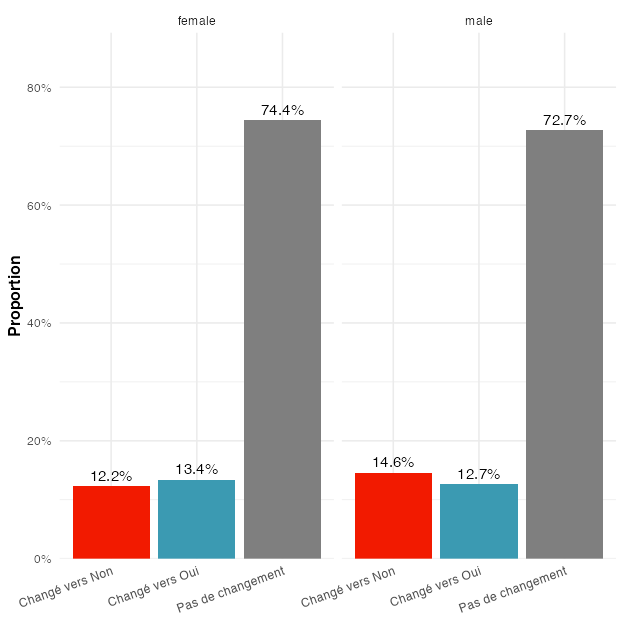 female
male
Proportion
80%
60%
40%
20%
0%
12.2%
13.4%
74.4%
14.6%
12.7%
72.7%
Changé vers Non
Changé vers Oui
Pas de changement
Changé vers Non
Changé vers Oui
Pas de changement